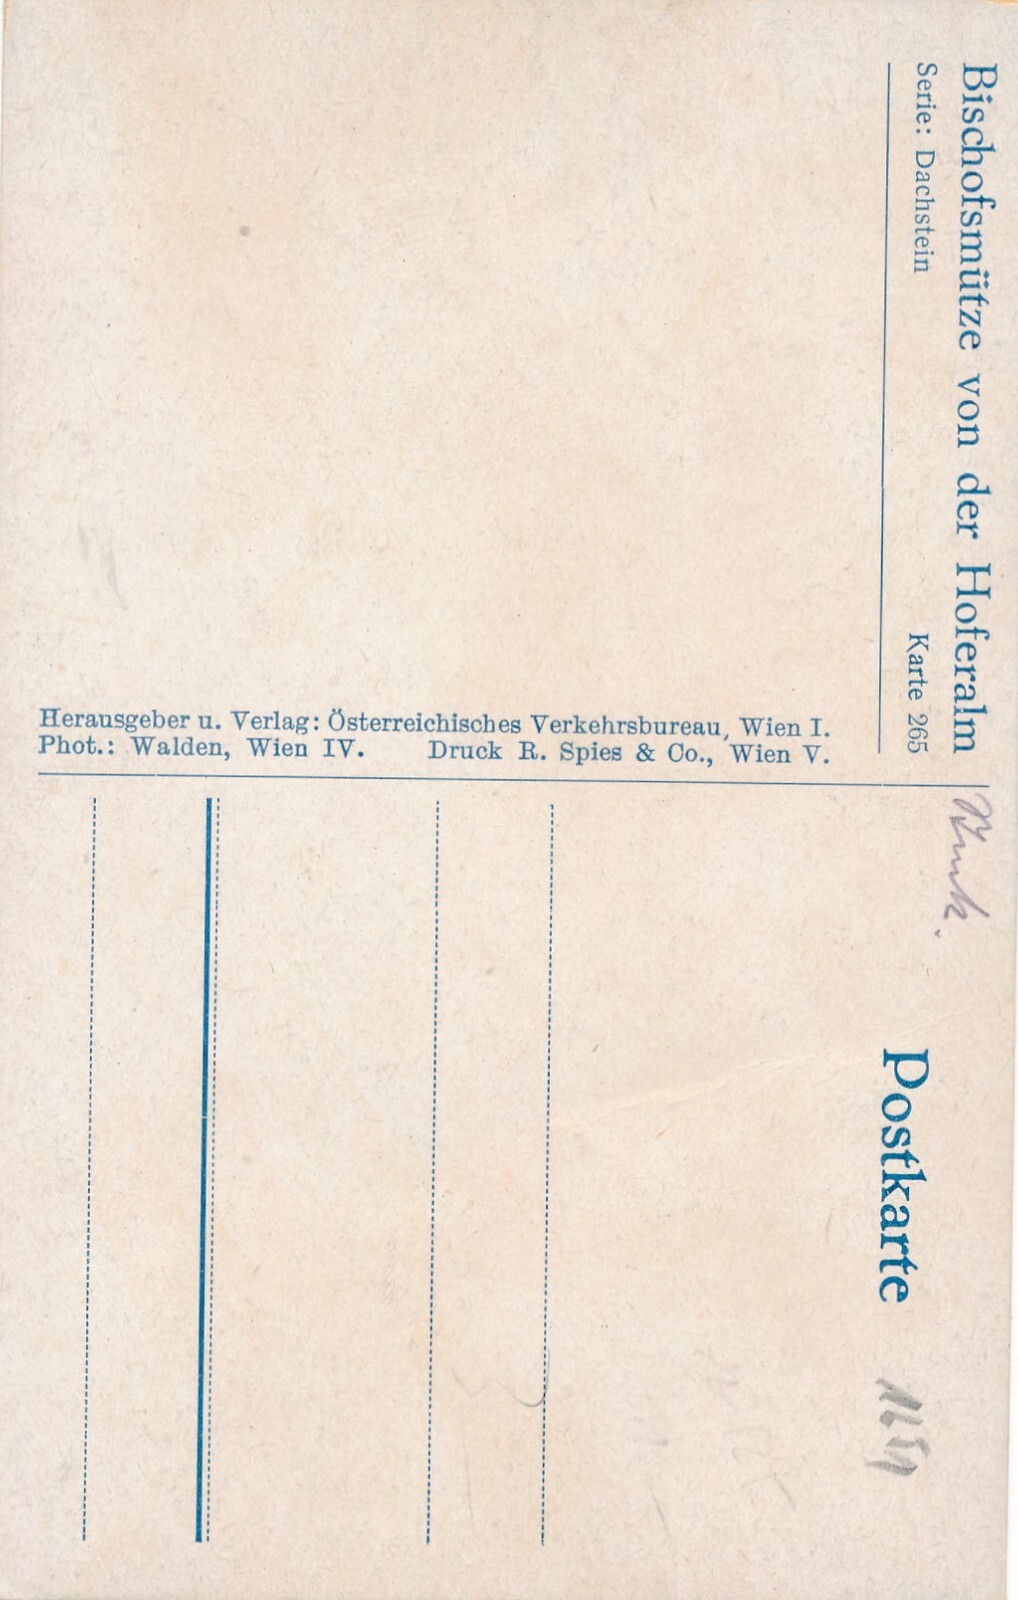 Bischofsmütze von der Hoferalm
Serie: Dachstein Karte 265
Herausgeber u. Verlag: Österreichisches Verkehrsbureau, Wien I.
Phot.: Walden, Wien IV. Druck R. Spies & Co., Wien V.
Postkarte